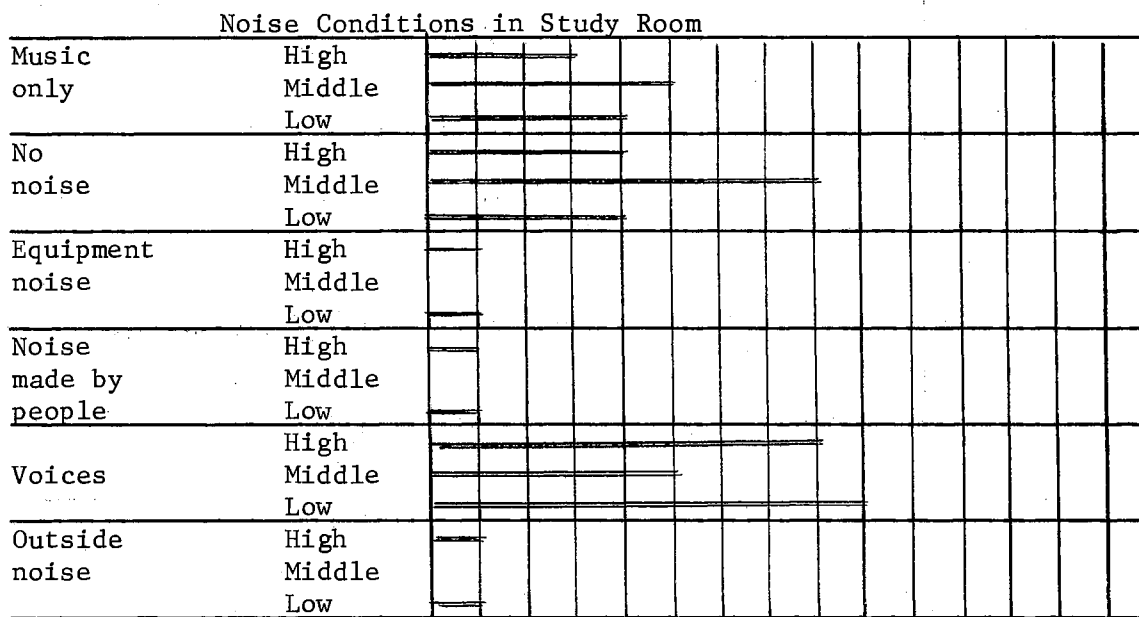 Noise Conditions in Study Room
Music High
only Middle
Low
No High
noise Middle
Low
Equipment High
noise Middle
Low
Noise High
made by Middle
people Low
High
Voices Middle
Low
Outside High
noise Middle
Low